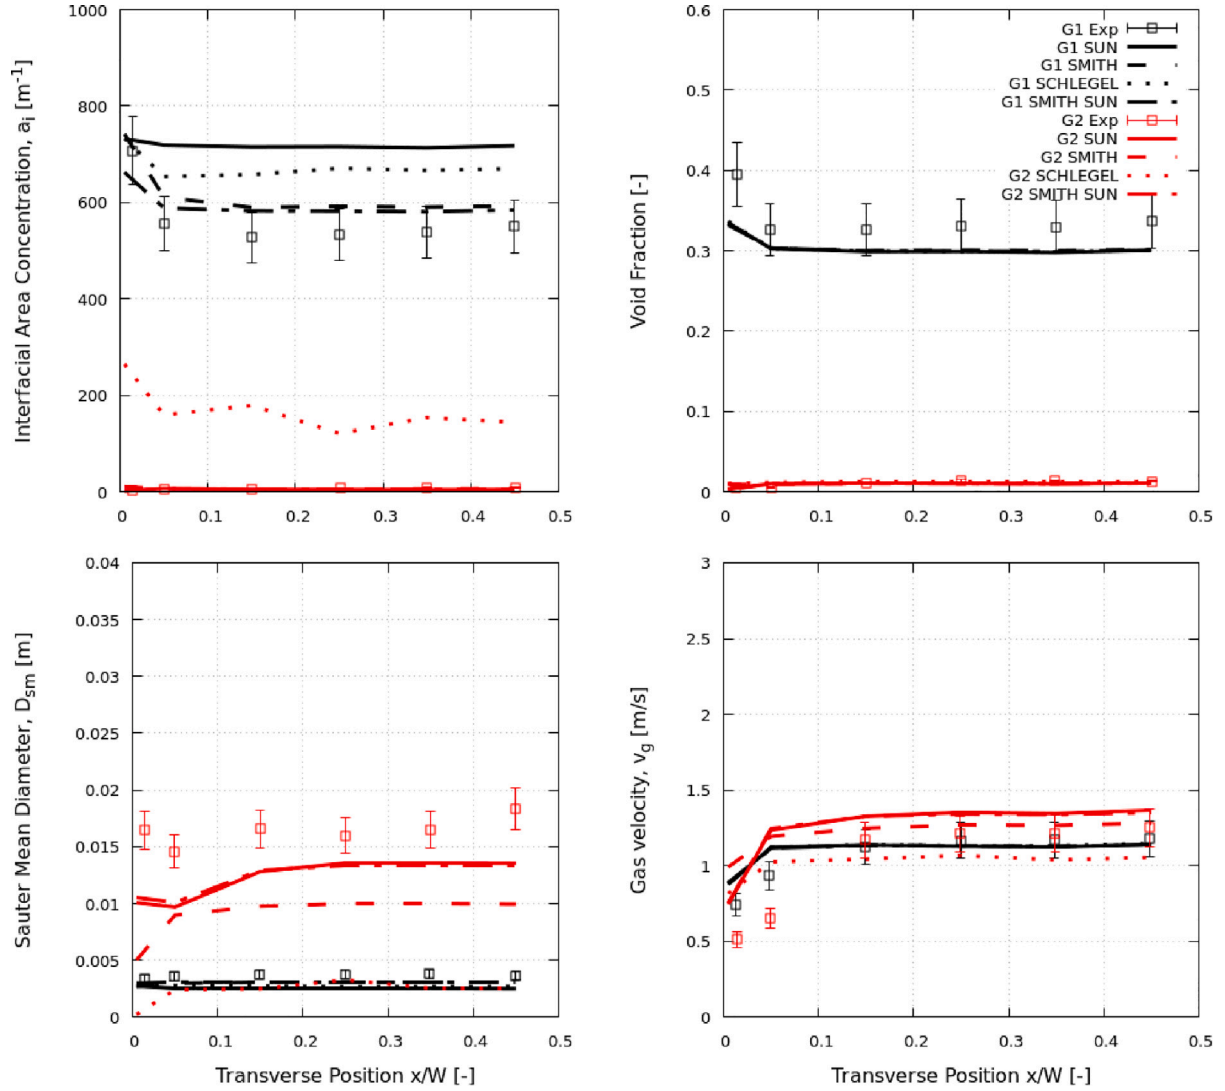 Interfacial Area Concentration, a_i [m^-1]
1000
800
600
400
200
0
0 0.1 0.2 0.3 0.4 0.5
Void Fraction [-]
0.6
0.5
0.4
0.3
0.2
0.1
0
0 0.1 0.2 0.3 0.4 0.5
G1 Exp
G1 SUN
G1 SMITH
G1 SCHLEGEL
G1 SMITH SUN
G2 Exp
G2 SUN
G2 SMITH
G2 SCHLEGEL
G2 SMITH SUN
Sauter Mean Diameter, D_sm [m]
0.04
0.035
0.03
0.025
0.02
0.015
0.01
0.005
0
0 0.1 0.2 0.3 0.4 0.5
Transverse Position x/W [-]
Gas velocity, v_g [m/s]
3
2.5
2
1.5
1
0.5
0
0 0.1 0.2 0.3 0.4 0.5
Transverse Position x/W [-]